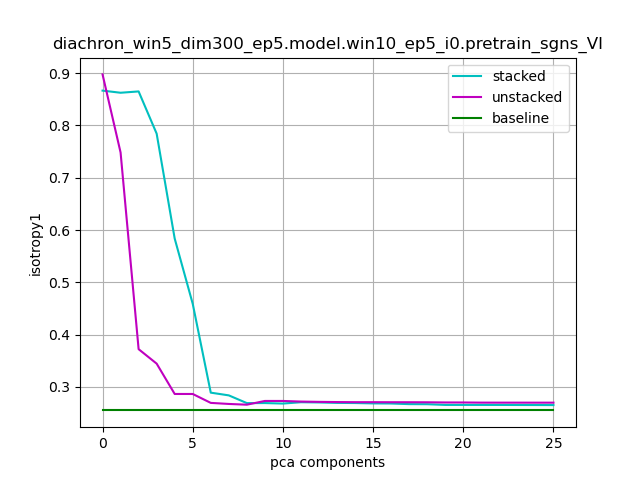 diachron_win5_dim300_ep5.model.win10_ep5_i0.pretrain_sgns_VI
stacked
unstacked
baseline
0.9
0.8
0.7
0.6
0.5
0.4
0.3
isotropy1
0 5 10 15 20 25
pca components